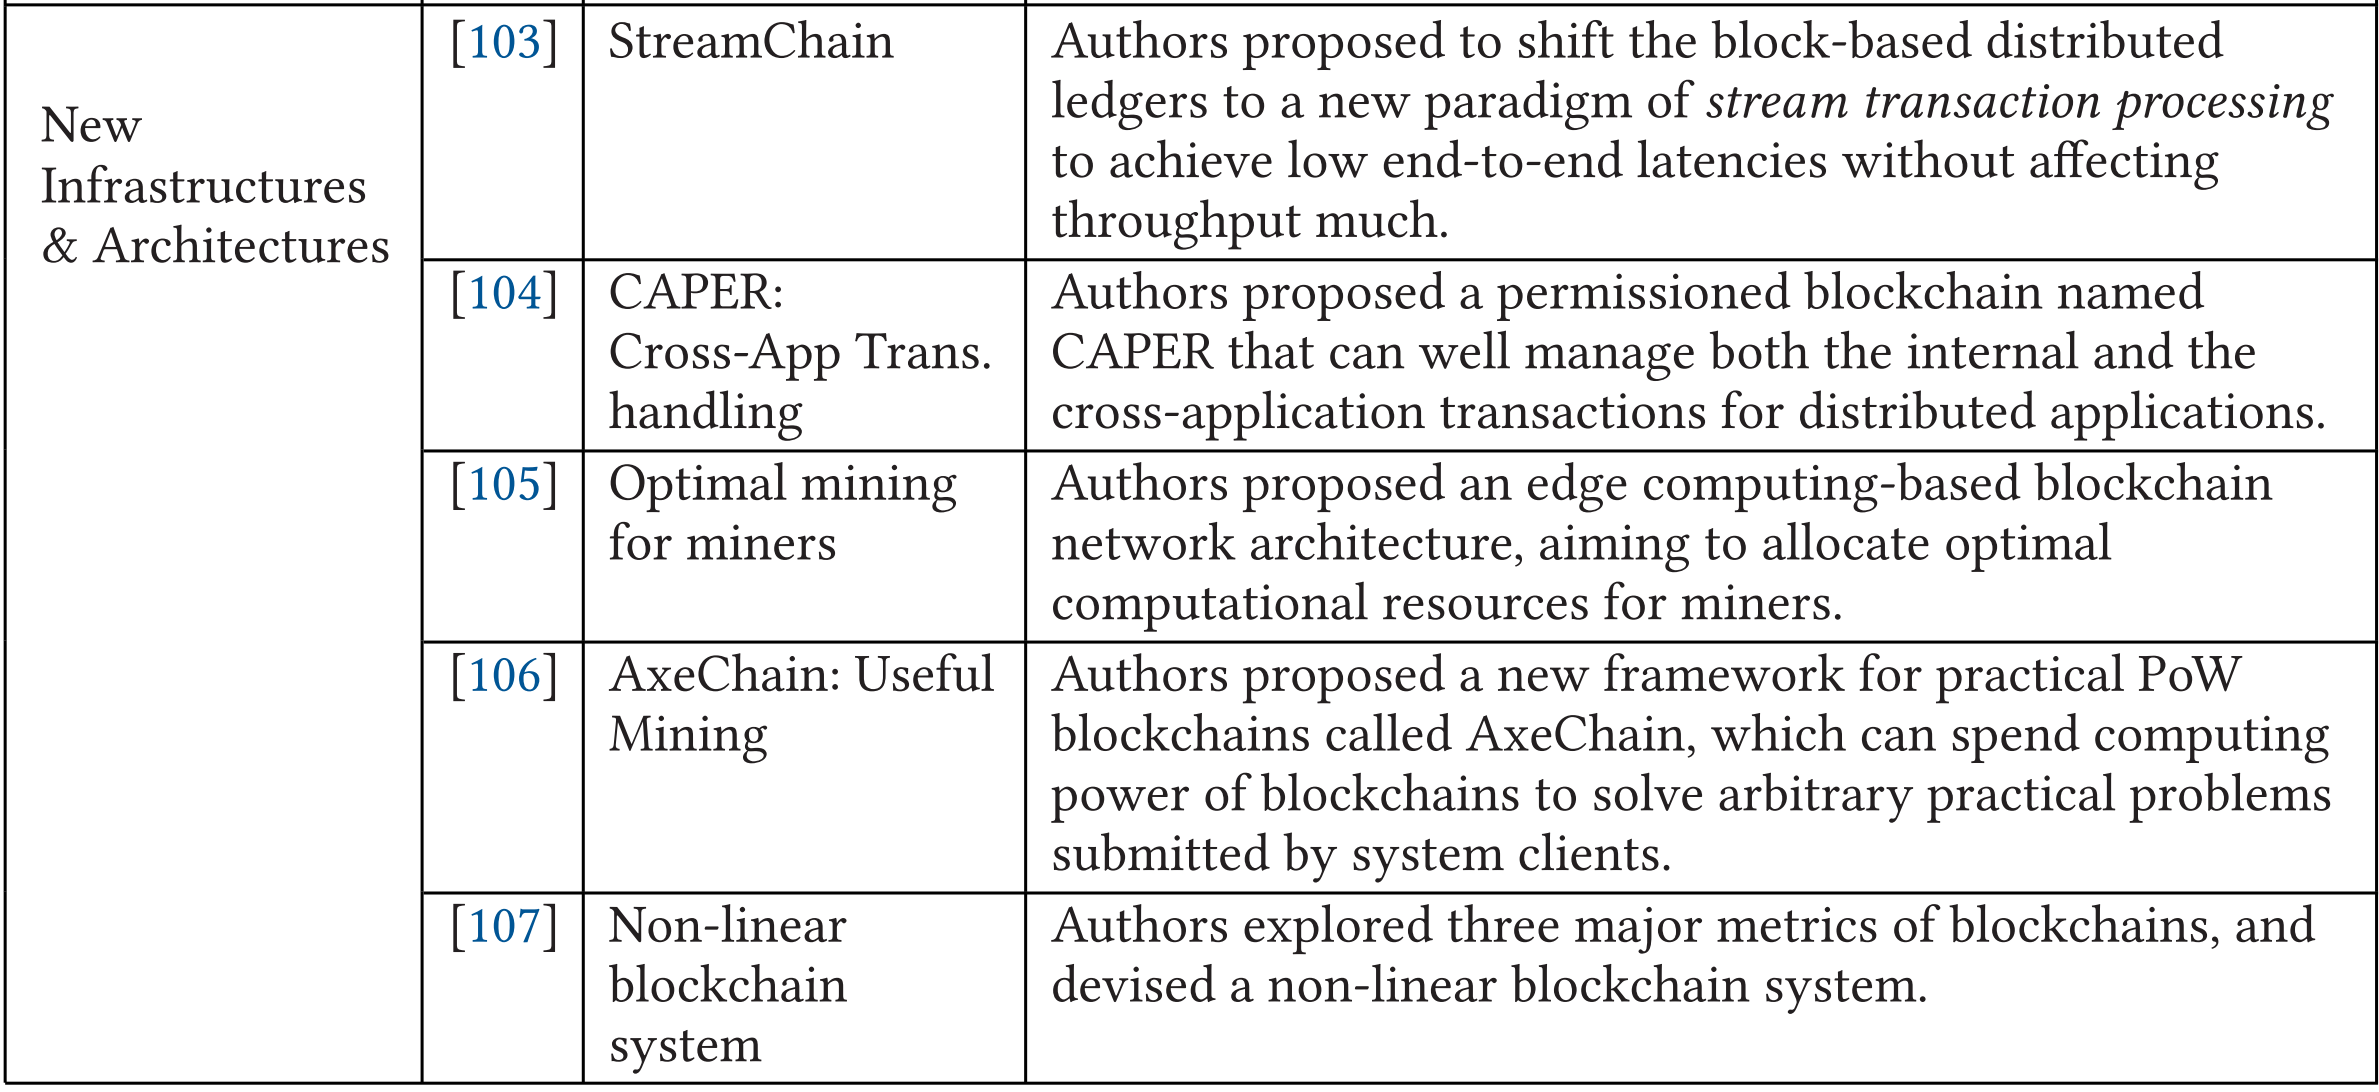 New
Infrastructures
& Architectures
[103]
StreamChain
Authors proposed to shift the block-based distributed
ledgers to a new paradigm of stream transaction processing
to achieve low end-to-end latencies without affecting
throughput much.
[104]
CAPER:
Cross-App Trans.
handling
Authors proposed a permissioned blockchain named
CAPER that can well manage both the internal and the
cross-application transactions for distributed applications.
[105]
Optimal mining
for miners
Authors proposed an edge computing-based blockchain
network architecture, aiming to allocate optimal
computational resources for miners.
[106]
AxeChain: Useful
Mining
Authors proposed a new framework for practical PoW
blockchains called AxeChain, which can spend computing
power of blockchains to solve arbitrary practical problems
submitted by system clients.
[107]
Non-linear
blockchain
system
Authors explored three major metrics of blockchains, and
devised a non-linear blockchain system.